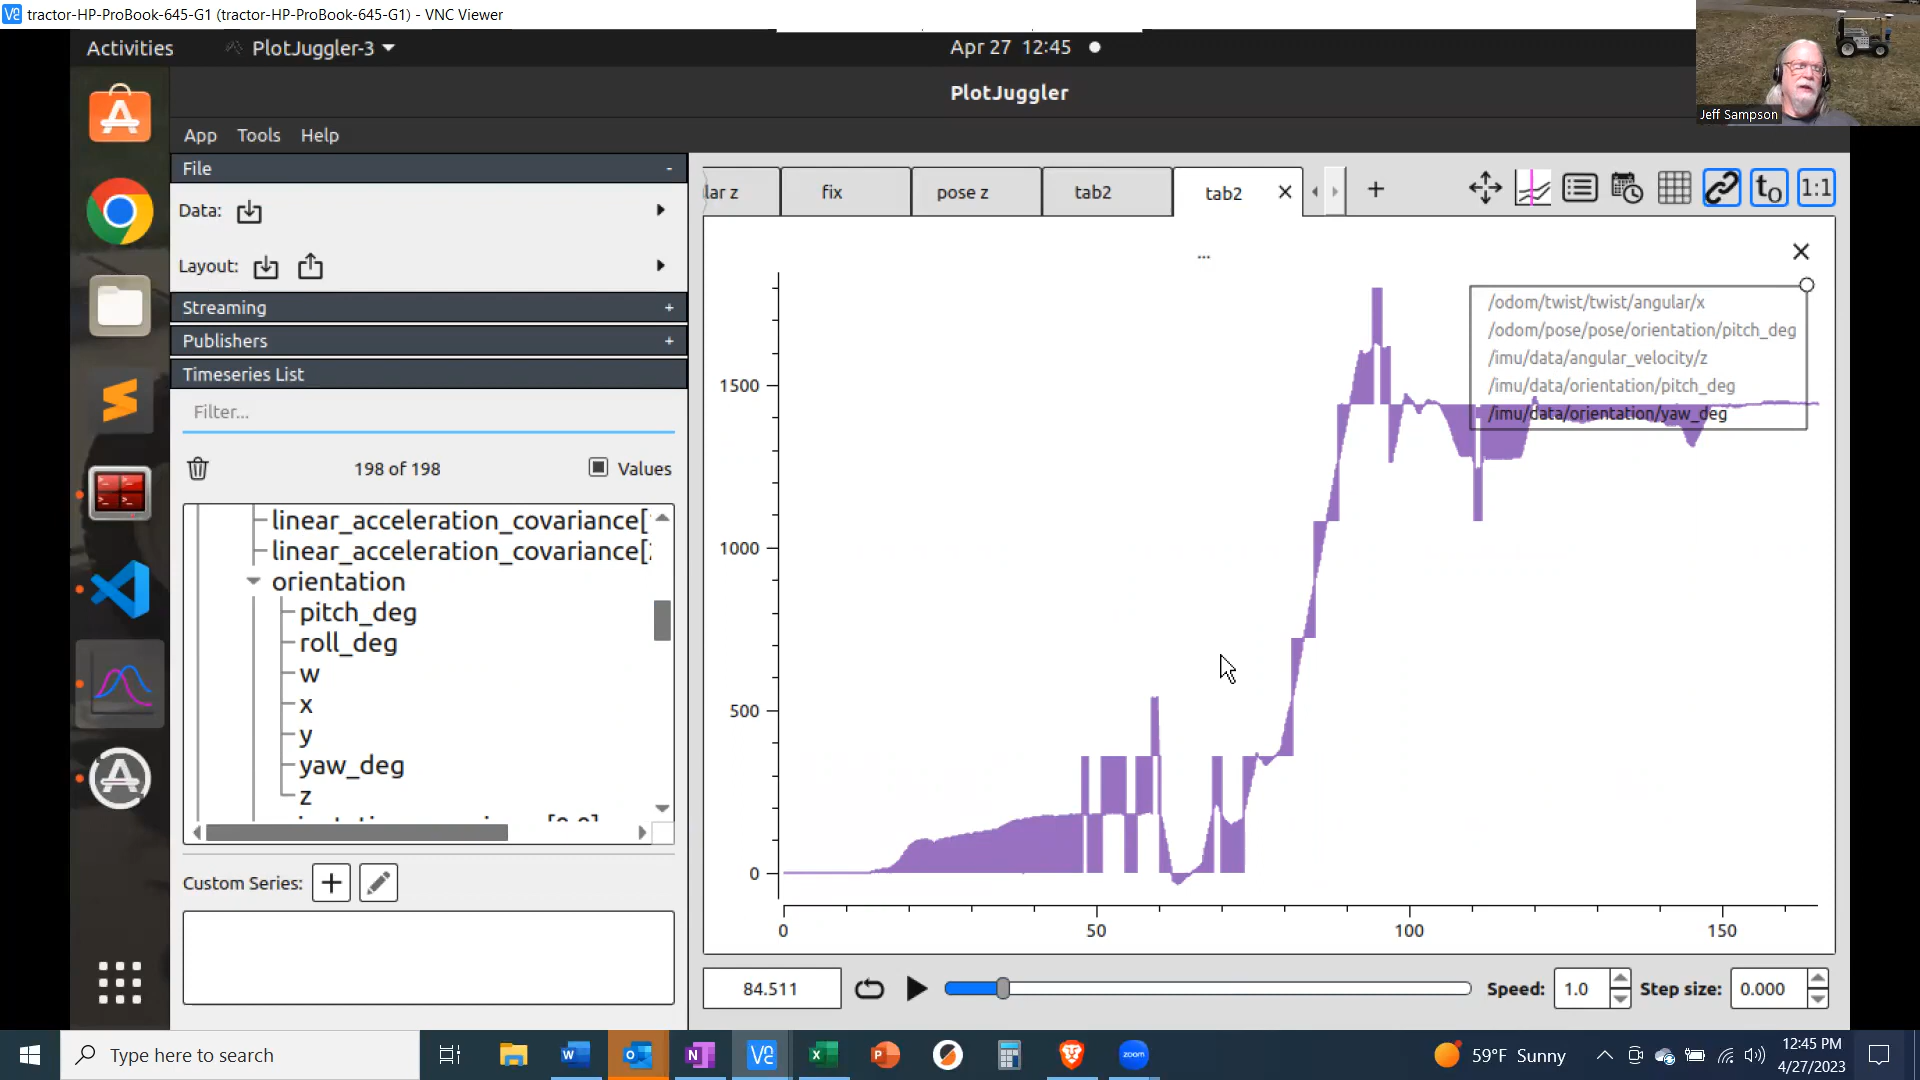 tractor-HP-ProBook-645-G1 (tractor-HP-ProBook-645-G1) - VNC Viewer
Activities PlotJuggler-3 Apr 27 12:45
PlotJuggler
Jeff Sampson
App Tools Help
File -
Data:
Layout:
Streaming +
Publishers +
Timeseries List
Filter...
198 of 198 Values
linear_acceleration_covariance[
linear_acceleration_covariance[
orientation
pitch_deg
roll_deg
w
x
y
yaw_deg
z
Custom Series:
lar z fix pose z tab2 tab2
to 1:1
...
/odom/twist/twist/angular/x
/odom/pose/pose/orientation/pitch_deg
/imu/data/angular_velocity/z
/imu/data/orientation/pitch_deg
/imu/data/orientation/yaw_deg
1500
1000
500
0
0 50 100 150
84.511 Speed: 1.0 Step size: 0.000
Type here to search
zoom
59°F Sunny
12:45 PM
4/27/2023